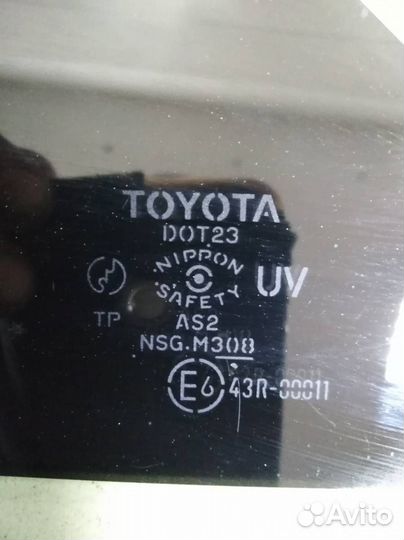 TOYOTA
DOT23
NIPPON
SAFETY
UV
TP
AS2
NSG.M308
E6 43R-00011
Avito